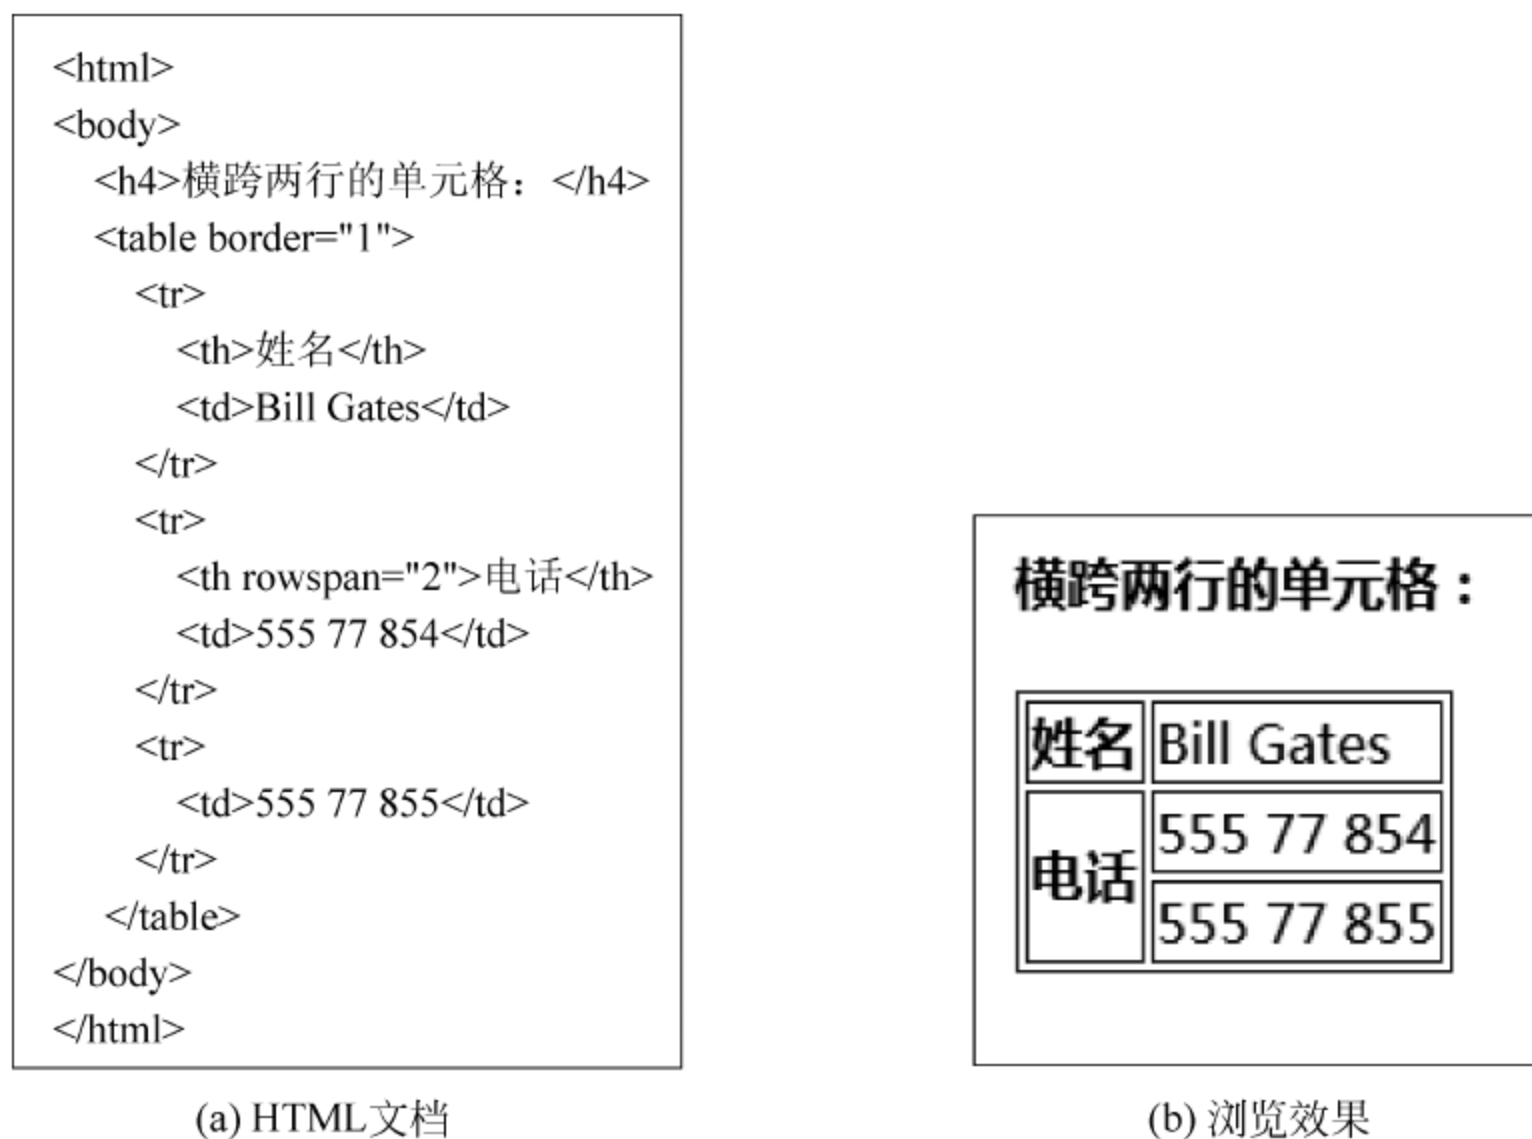 <html>
<body>
<h4>横跨两行的单元格：</h4>
<table border="1">
<tr>
<th>姓名</th>
<td>Bill Gates</td>
</tr>
<tr>
<th rowspan="2">电话</th>
<td>555 77 854</td>
</tr>
<tr>
<td>555 77 855</td>
</tr>
</table>
</body>
</html>
(a) HTML文档
横跨两行的单元格：
姓名 Bill Gates
电话 555 77 854
555 77 855
(b) 浏览效果